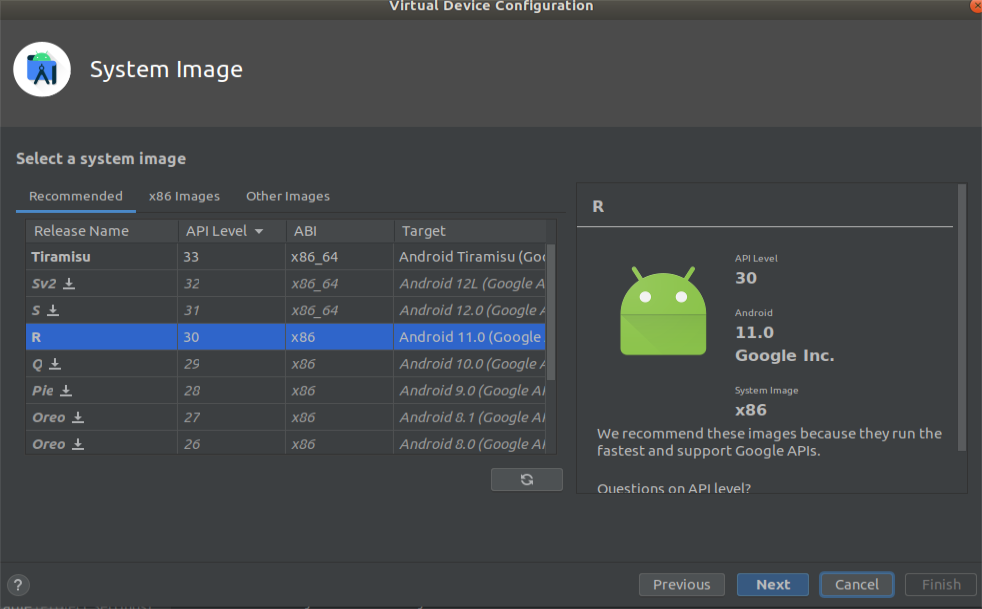 Virtual Device Configuration
System Image
Select a system image
Recommended x86 Images Other Images
Release Name API Level ABI Target
Tiramisu 33 x86_64 Android Tiramisu (Goo
Sv2 32 x86_64 Android 12L (Google A
S 31 x86_64 Android 12.0 (Google A
R 30 x86 Android 11.0 (Google
Q 29 x86 Android 10.0 (Google A
Pie 28 x86 Android 9.0 (Google AP
Oreo 27 x86 Android 8.1 (Google AP
Oreo 26 x86 Android 8.0 (Google AP
R
API Level
30
Android
11.0
Google Inc.
System Image
x86
We recommend these images because they run the
fastest and support Google APIs.
Questions on API level?
? Previous Next Cancel Finish